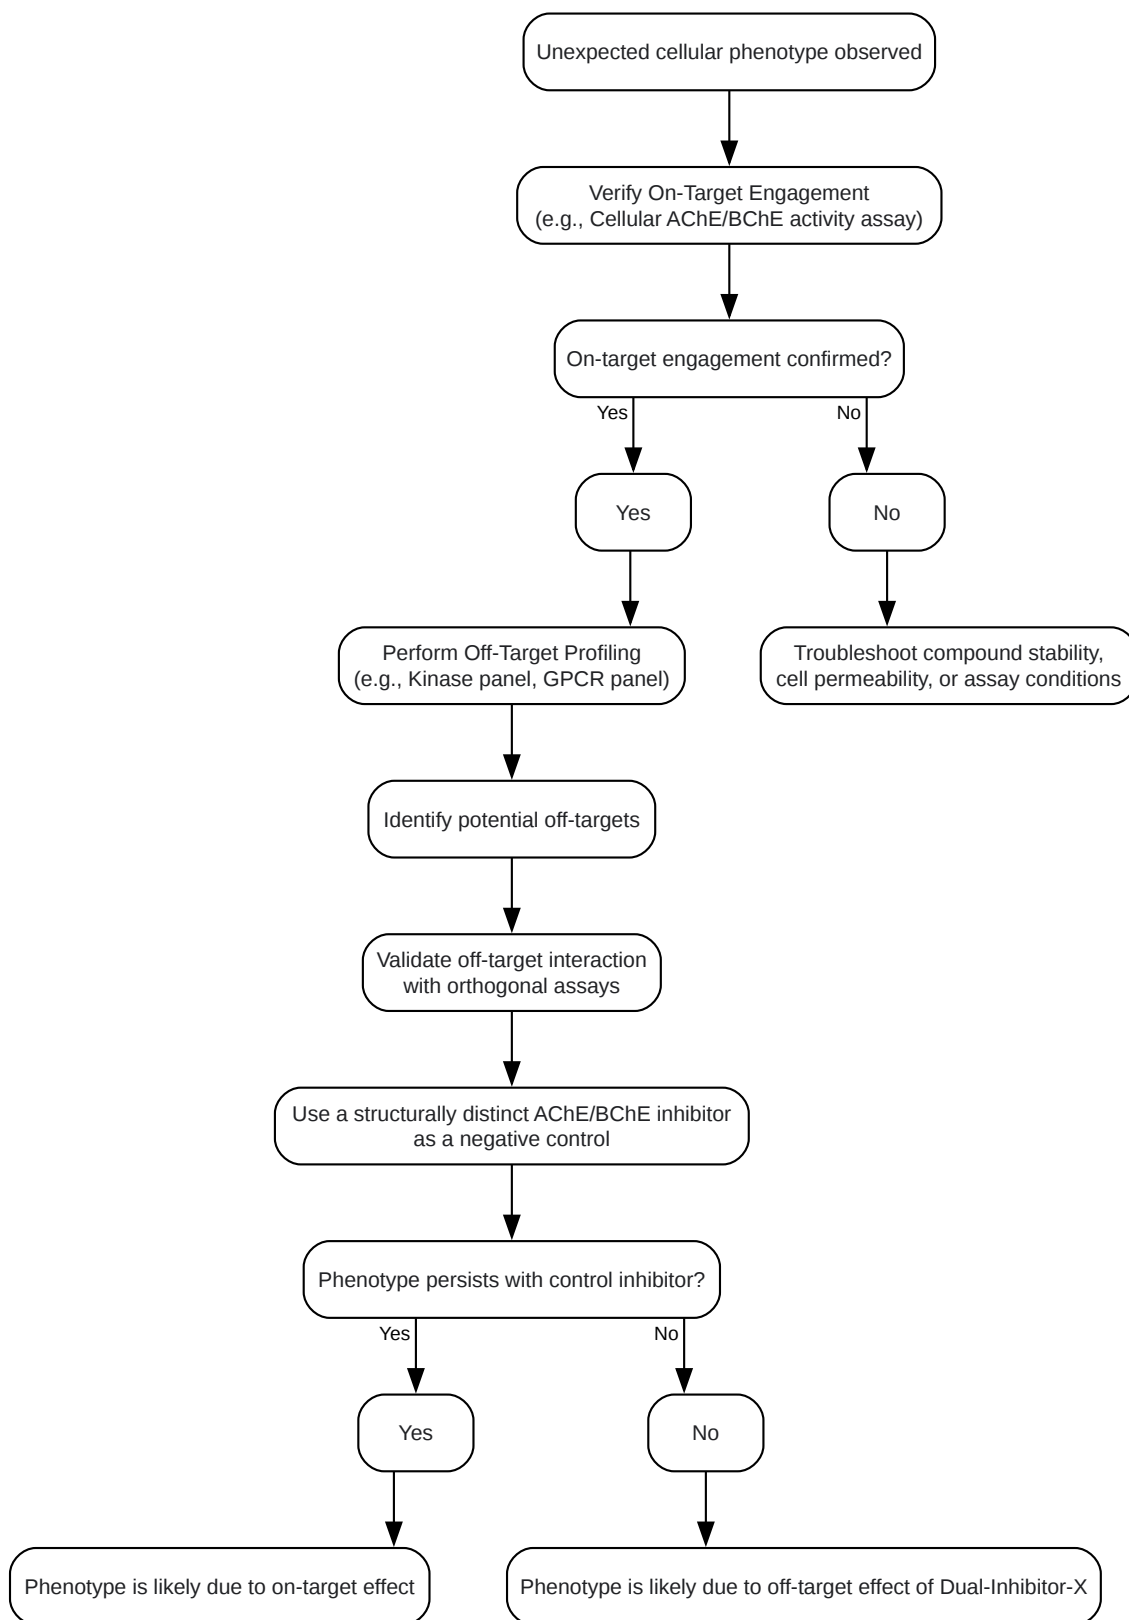 Unexpected cellular phenotype observed
Verify On-Target Engagement
(e.g., Cellular AChE/BChE activity assay)
On-target engagement confirmed?
Yes
No
Yes
No
Perform Off-Target Profiling
(e.g., Kinase panel, GPCR panel)
Troubleshoot compound stability,
cell permeability, or assay conditions
Identify potential off-targets
Validate off-target interaction
with orthogonal assays
Use a structurally distinct AChE/BChE inhibitor
as a negative control
Phenotype persists with control inhibitor?
Yes
No
Yes
No
Phenotype is likely due to on-target effect
Phenotype is likely due to off-target effect of Dual-Inhibitor-X